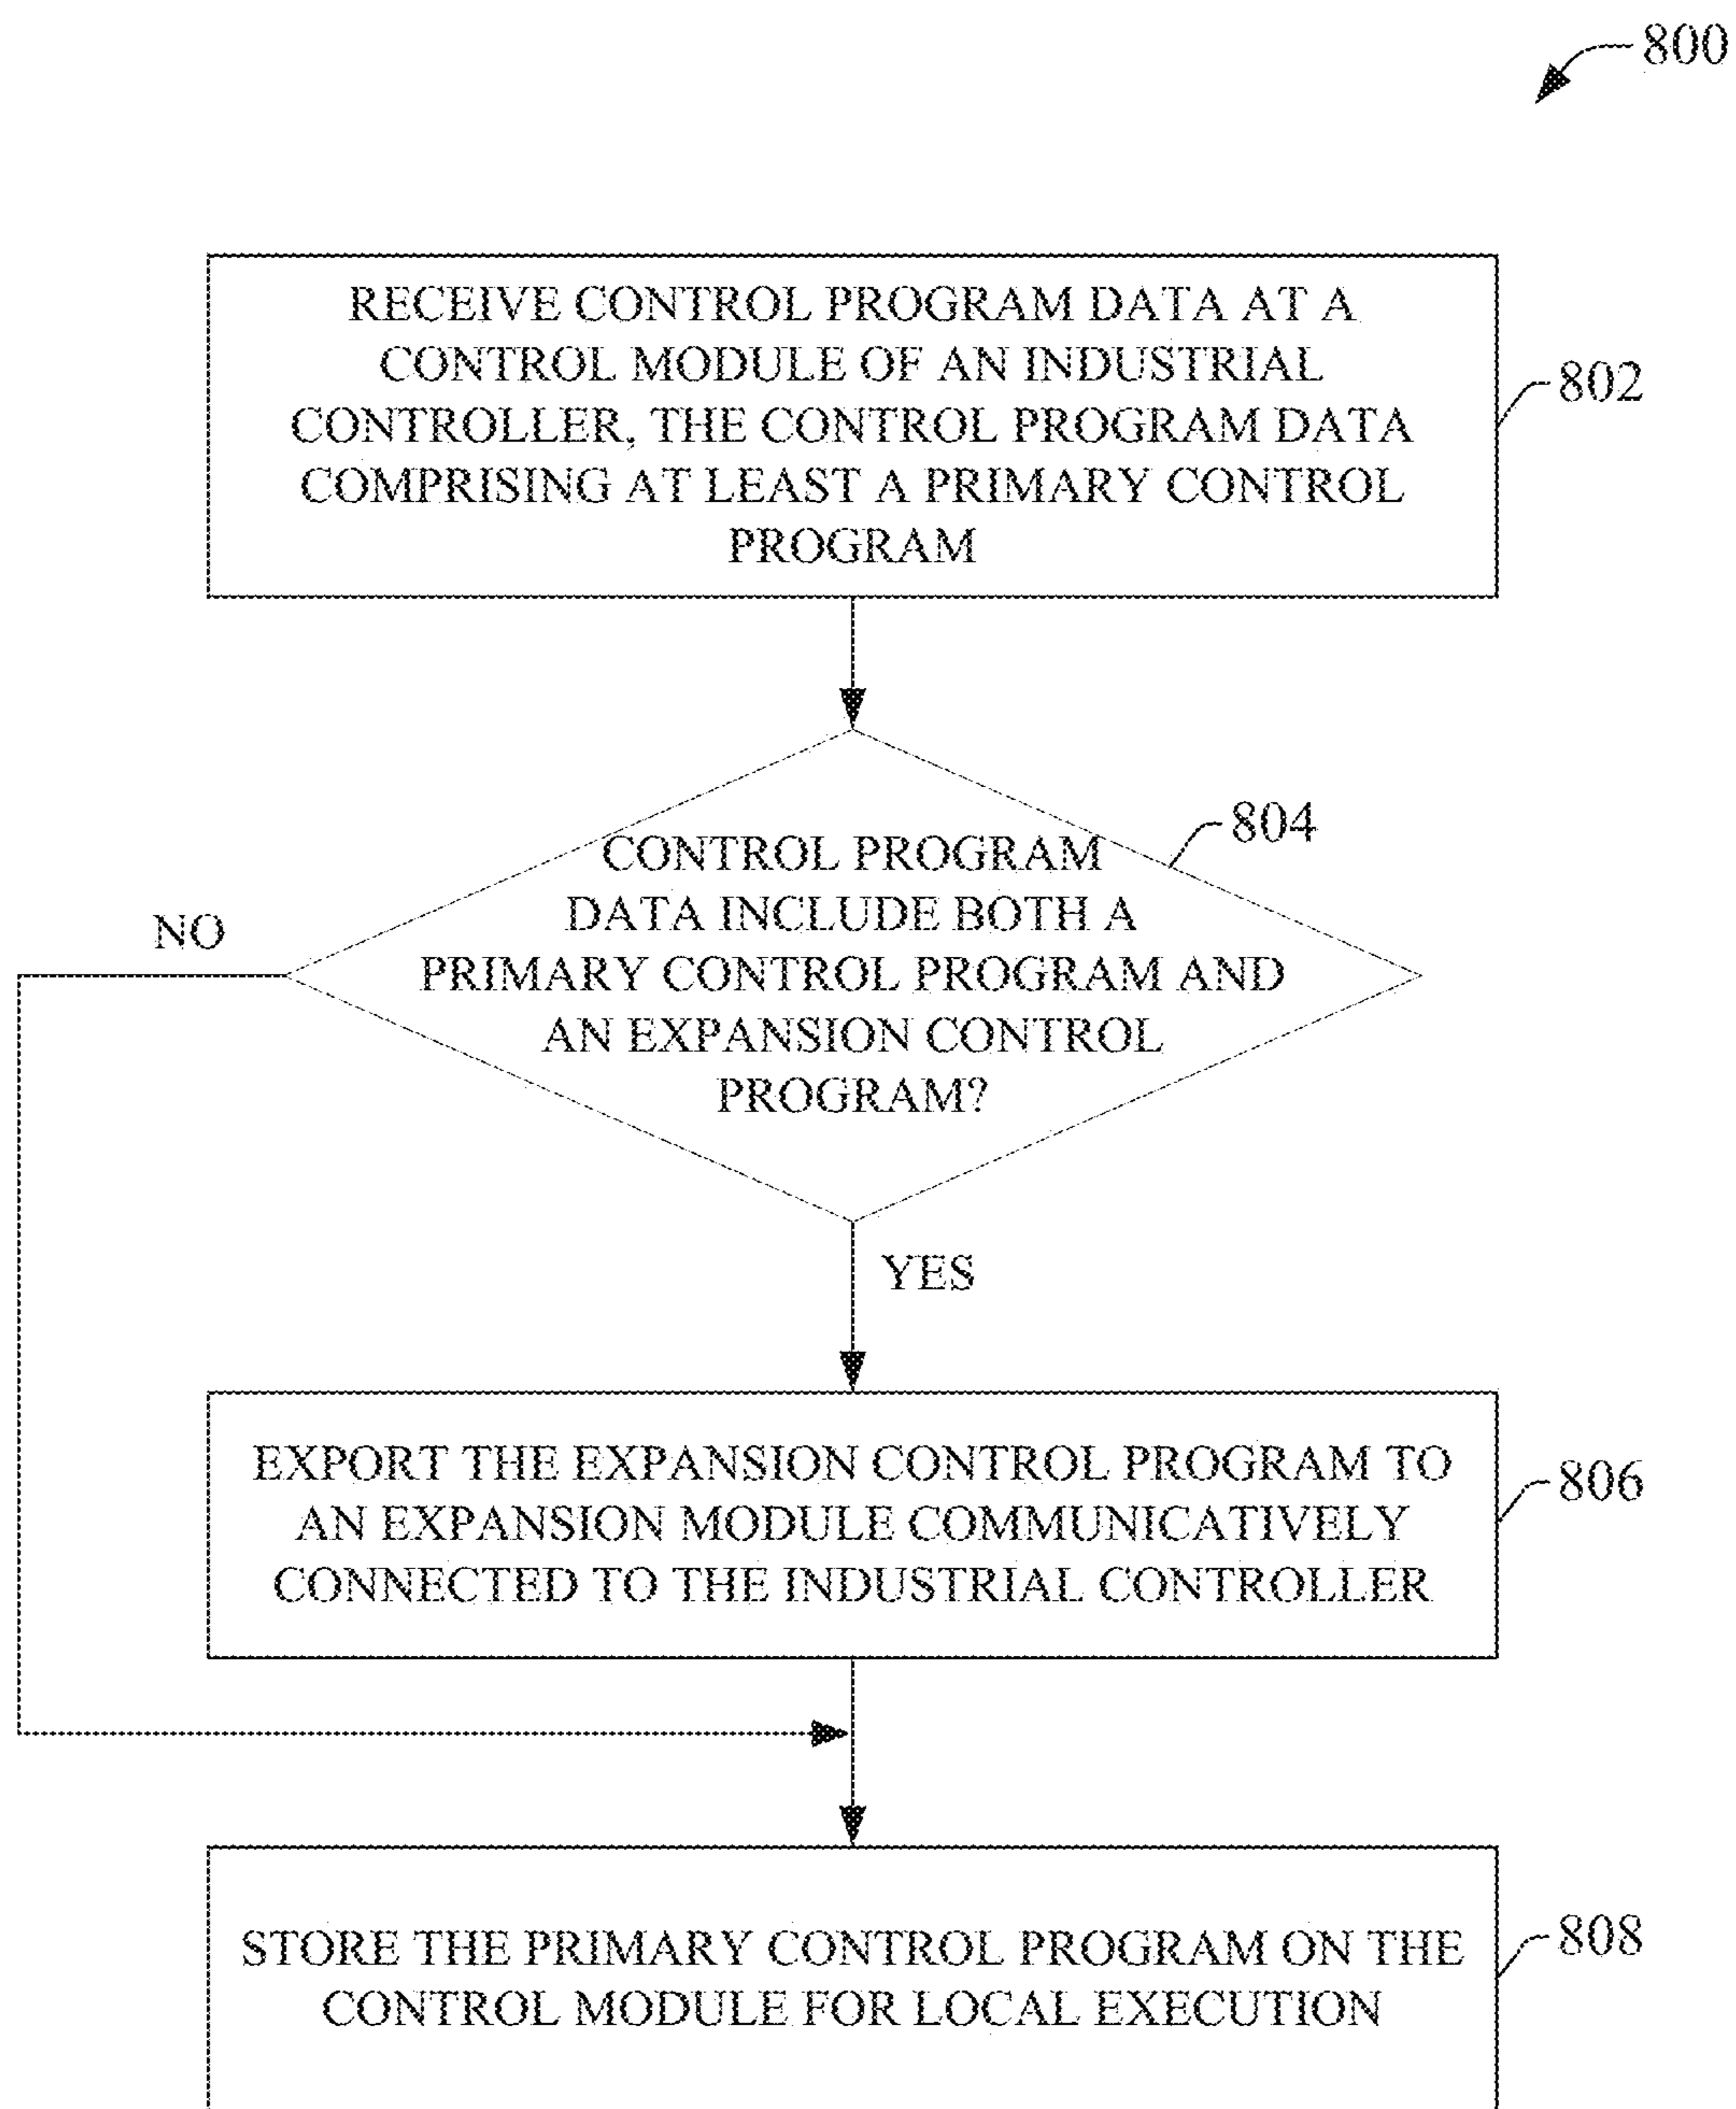 800
RECEIVE CONTROL PROGRAM DATA AT A
CONTROL MODULE OF AN INDUSTRIAL
CONTROLLER, THE CONTROL PROGRAM DATA
COMPRISING AT LEAST A PRIMARY CONTROL
PROGRAM
802
804
CONTROL PROGRAM
DATA INCLUDE BOTH A
PRIMARY CONTROL PROGRAM AND
AN EXPANSION CONTROL
PROGRAM?
NO
YES
EXPORT THE EXPANSION CONTROL PROGRAM TO
AN EXPANSION MODULE COMMUNICATIVELY
CONNECTED TO THE INDUSTRIAL CONTROLLER
806
STORE THE PRIMARY CONTROL PROGRAM ON THE
CONTROL MODULE FOR LOCAL EXECUTION
808